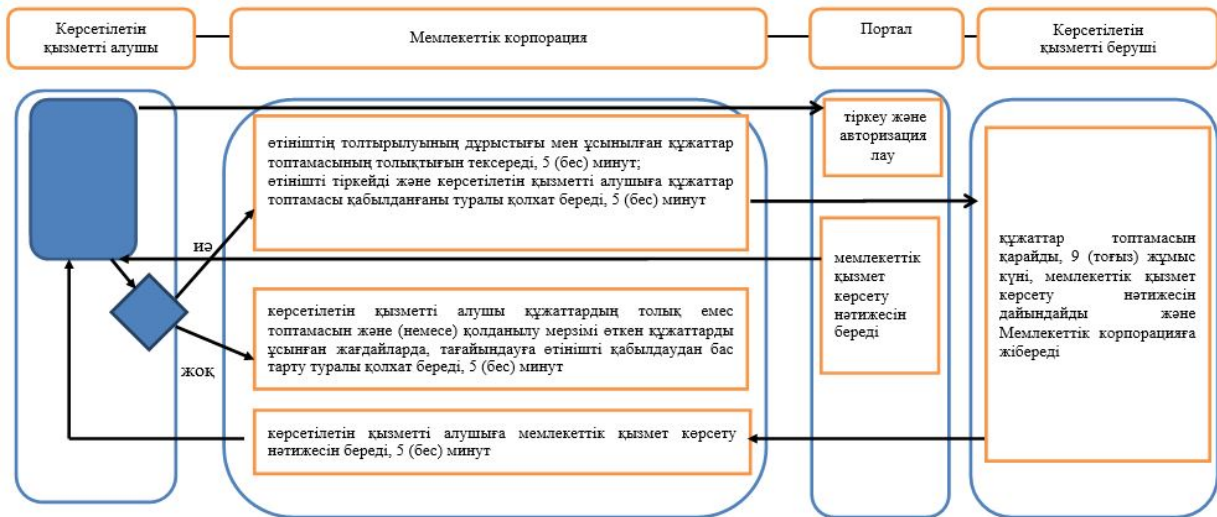 Көрсетілетін
қызметті алушы
Мемлекеттік корпорация
Портал
Көрсетілетін
қызметті беруші
өтініштің толтырылуының дұрыстығы мен ұсынылған құжаттар
топтамасының толықтығын тексереді, 5 (бес) минут;
өтінішті тіркейді және көрсетілетін қызметті алушыға құжаттар
топтамасы қабылданғаны туралы қолхат береді, 5 (бес) минут
тіркеу және
авторизация
лау
иә
мемлекеттік
қызмет
көрсету
нәтижесін
береді
құжаттар топтамасын
қарайды, 9 (тоғыз) жұмыс
күні, мемлекеттік қызмет
көрсету нәтижесін
дайындайды және
Мемлекеттік корпорацияға
жібереді
көрсетілетін қызметті алушы құжаттардың толық емес
топтамасын және (немесе) қолданылу мерзімі өткен құжаттарды
ұсынған жағдайларда, тағайындауға өтінішті қабылдаудан бас
тарту туралы қолхат береді, 5 (бес) минут
жоқ
көрсетілетін қызметті алушыға мемлекеттік қызмет көрсету
нәтижесін береді, 5 (бес) минут